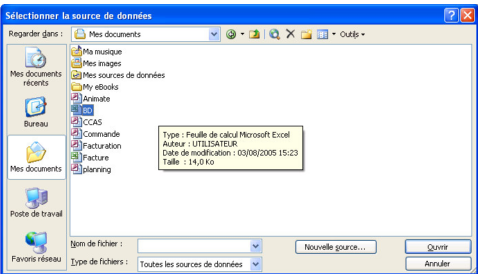 Sélectionner la source de données
Regarder dans : Mes documents Outils
Mes documents récents
Bureau
Mes documents
Poste de travail
Favoris réseau
Ma musique
Mes images
Mes sources de données
My eBooks
Animate
BD
CCAS
Commande
Facturation
Facture
planning
Type : Feuille de calcul Microsoft Excel
Auteur : UTILISATEUR
Date de modification : 03/08/2005 15:23
Taille : 14,0 Ko
Nom de fichier : Nouvelle source... Ouvrir
Type de fichiers : Toutes les sources de données Annuler